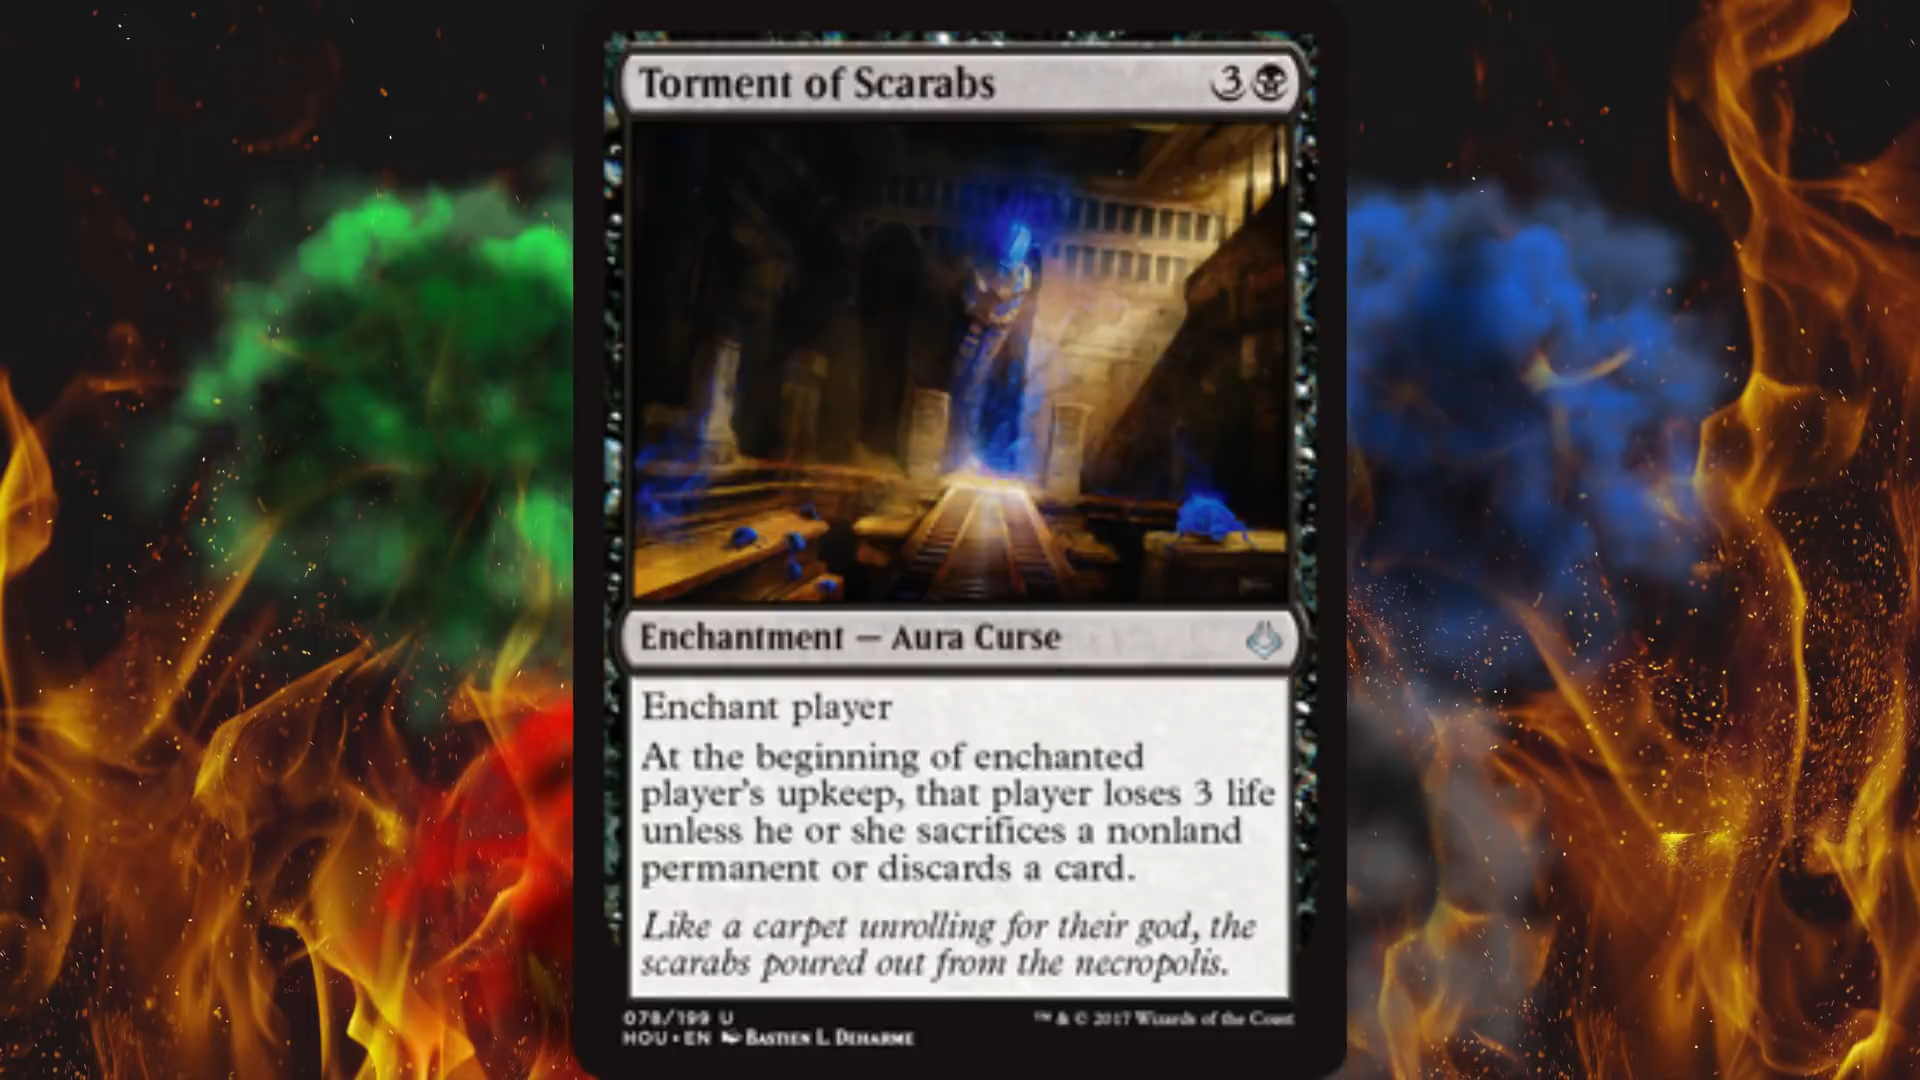 Torment of Scarabs 3
Enchantment — Aura Curse
Enchant player
At the beginning of enchanted
player's upkeep, that player loses 3 life
unless he or she sacrifices a nonland
permanent or discards a card.
Like a carpet unrolling for their god, the
scarabs poured out from the necropolis.
078/199 U
™ & © 2017 Wizards of the Coast
HOU • EN Bastien L. Deharme